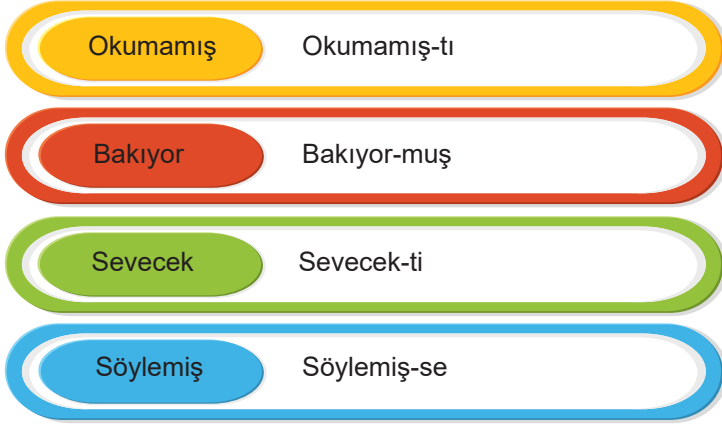 Okumamış Okumamış-tı
Bakıyor Bakıyor-muş
Sevecek Sevecek-ti
Söylemiş Söylemiş-se